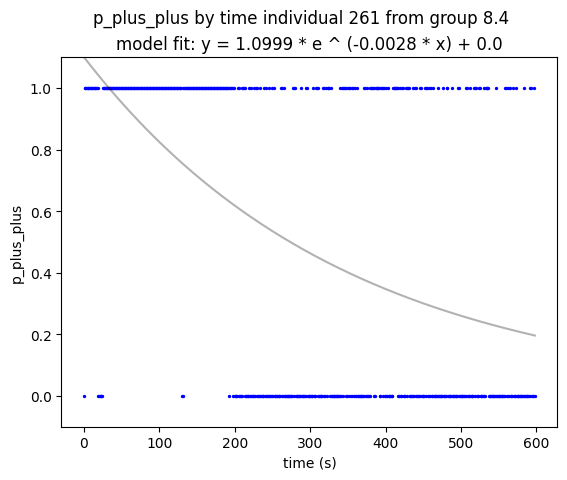 p_plus_plus by time individual 261 from group 8.4
model fit: y = 1.0999 * e ^ (-0.0028 * x) + 0.0
1.0
0.8
0.6
0.4
0.2
0.0
p_plus_plus
0 100 200 300 400 500 600
time (s)